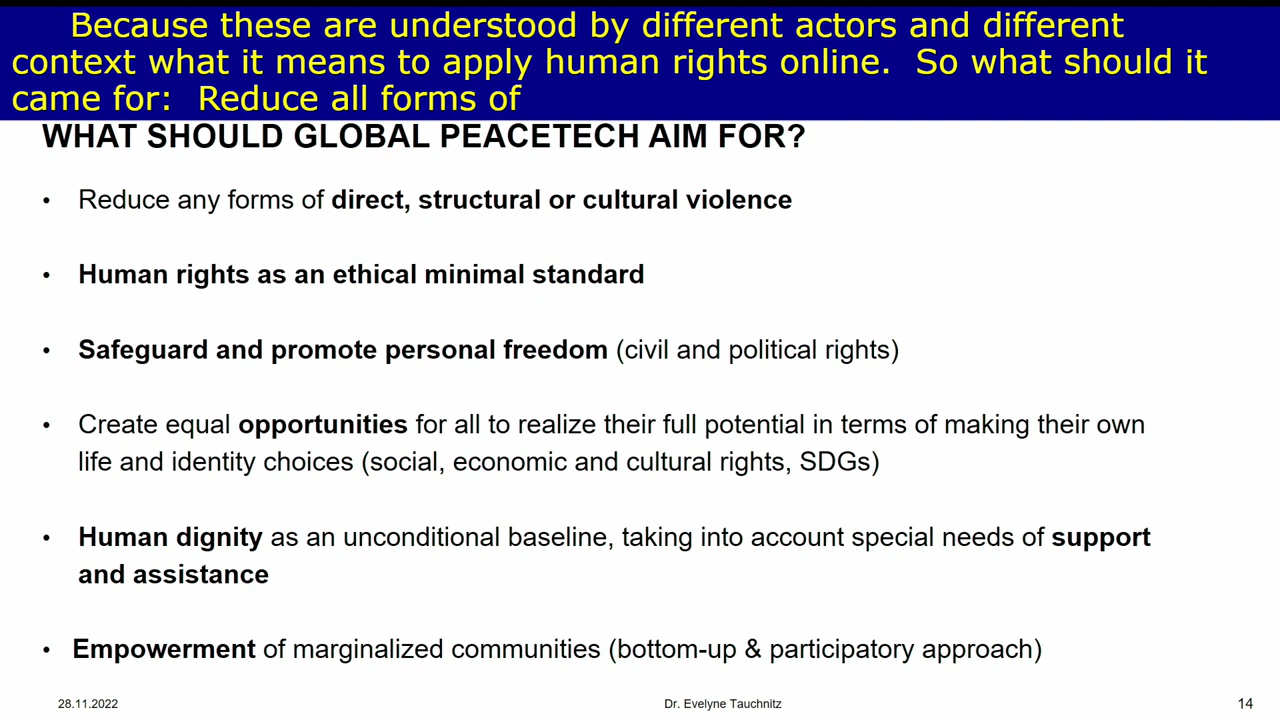 Because these are understood by different actors and different
context what it means to apply human rights online.  So what should it
came for:  Reduce all forms of
WHAT SHOULD GLOBAL PEACETECH AIM FOR?
• Reduce any forms of direct, structural or cultural violence
• Human rights as an ethical minimal standard
• Safeguard and promote personal freedom (civil and political rights)
• Create equal opportunities for all to realize their full potential in terms of making their own
life and identity choices (social, economic and cultural rights, SDGs)
• Human dignity as an unconditional baseline, taking into account special needs of support
and assistance
• Empowerment of marginalized communities (bottom-up & participatory approach)
28.11.2022 Dr. Evelyne Tauchnitz 14